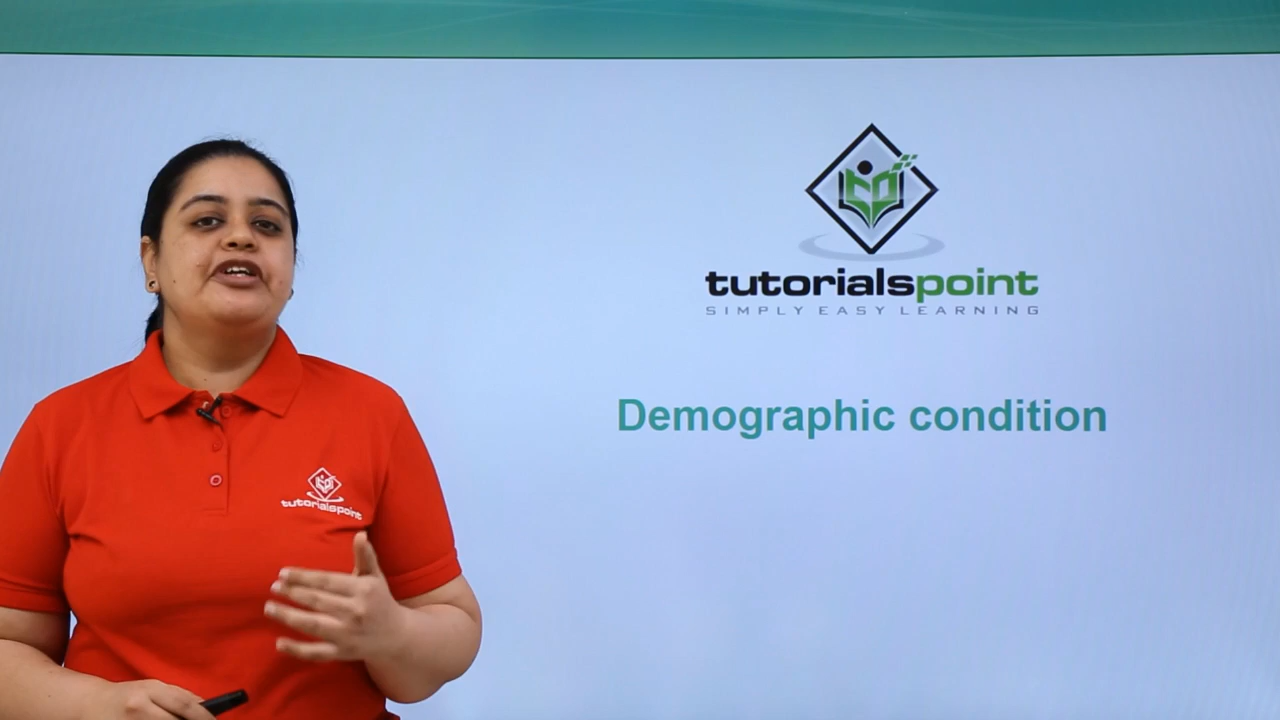 tutorialspoint
SIMPLY EASY LEARNING
Demographic condition
tutorialspoint